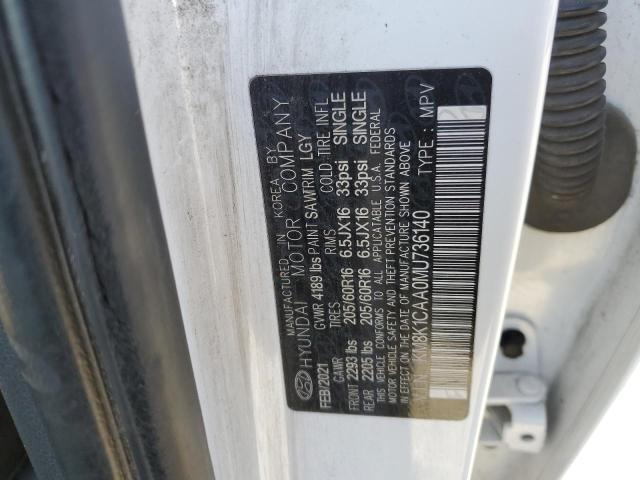 MANUFACTURED IN KOREA BY
HYUNDAI MOTOR COMPANY
FEB/2021 GVWR 4189 lbs PAINT SAW TRIM LGY
GAWR TIRES RIMS COLD TIRE INFL
FRONT 2293 lbs 205/60R16 6.5JX16 33psi SINGLE
REAR 2205 lbs 205/60R16 6.5JX16 33psi SINGLE
THIS VEHICLE CONFORMS TO ALL APPLICABLE U.S.A. FEDERAL
MOTOR VEHICLE SAFETY AND THEFT PREVENTION STANDARDS
IN EFFECT ON THE DATE OF MANUFACTURE SHOWN ABOVE
V.I.N : KM8K1CAA0MU736140 TYPE : MPV